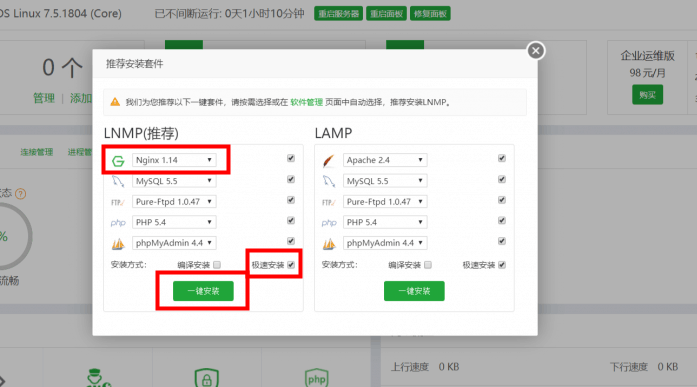 OS Linux 7.5.1804 (Core) 已不间断运行: 0天1小时10分钟 重启服务器 重启面板 修复面板
推荐安装套件
企业运维版
0 个
98 元/月
管理 | 添加
购买
我们为您推荐以下一键套件，请按需选择或在 软件管理 页面中自动选择，推荐安装LNMP。
LNMP(推荐)
Nginx 1.14
MySQL 5.5
FTP Pure-Ftpd 1.0.47
php PHP 5.4
phpMyAdmin 4.4
安装方式: 编译安装 极速安装
一键安装
LAMP
Apache 2.4
MySQL 5.5
FTP Pure-Ftpd 1.0.47
php PHP 5.4
phpMyAdmin 4.4
安装方式: 编译安装 极速安装
一键安装
连接管理 进程管
状态
%
流畅
上行速度 0 KB 下行速度 0 KB
php